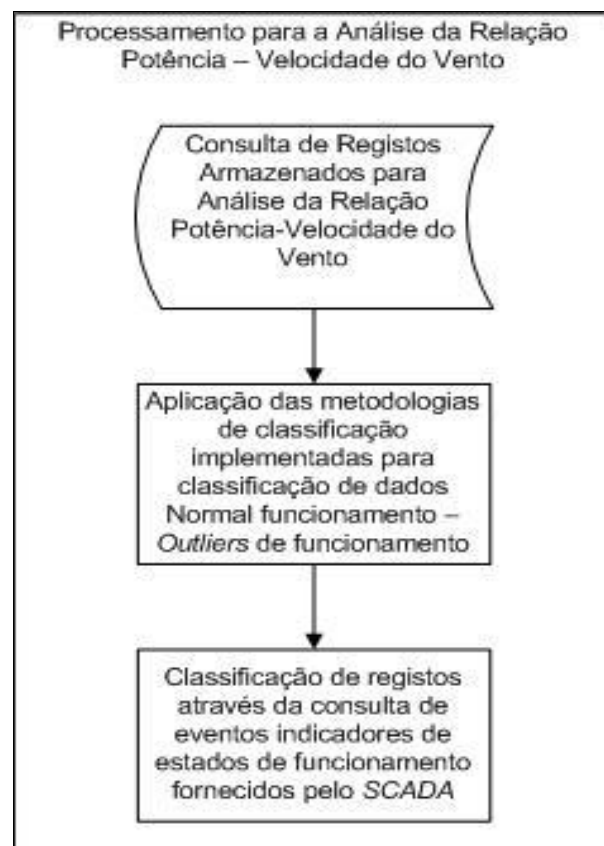 Processamento para a Análise da Relação
Potência – Velocidade do Vento
Consulta de Registos
Armazenados para
Análise da Relação
Potência-Velocidade do
Vento
Aplicação das metodologias
de classificação
implementadas para
classificação de dados
Normal funcionamento –
Outliers de funcionamento
Classificação de registos
através da consulta de
eventos indicadores de
estados de funcionamento
fornecidos pelo SCADA